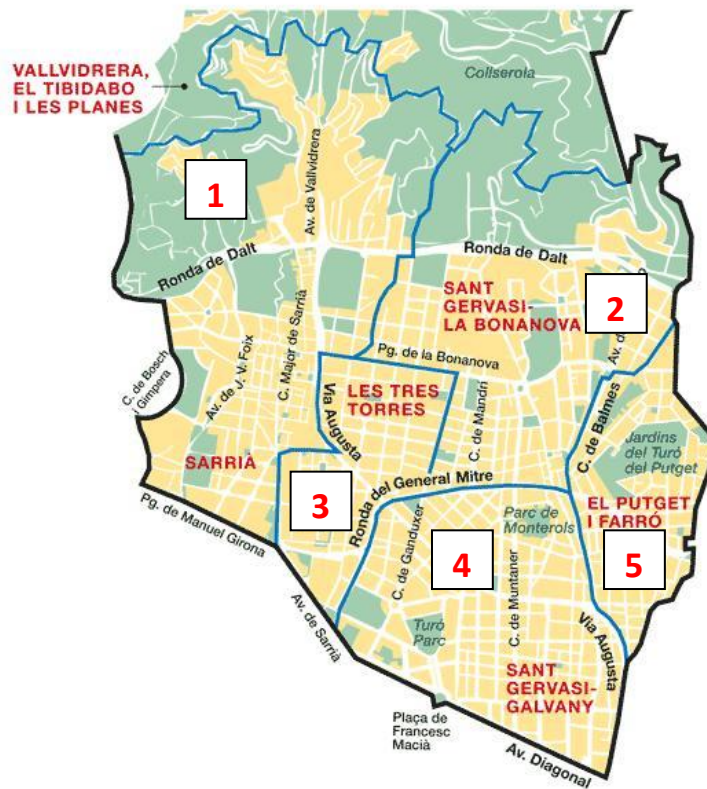 Collserola
VALLVIDRERA,
EL TIBIDABO
I LES PLANES
Av. de Vallvidrera
1
Ronda de Dalt
Ronda de Dalt
SANT
GERVASI-
LA BONANOVA
2
Av. de
C. Major de Sarrià
Pg. de la Bonanova
C. de Bosch
i Gimpera
Av. de J. V. Foix
Via Augusta
LES TRES
TORRES
C. de Mandri
C. de Balmes
Jardins
del Turó
del Putget
SARRIÀ
3
Ronda del General Mitre
Pg. de Manuel Girona
Parc de
Monterols
EL PUTGET
I FARRÓ
C. de Ganduxer
4
5
C. de Muntaner
Av. de Sarrià
Turó
Parc
Via Augusta
SANT
GERVASI-
GALVANY
Plaça de
Francesc
Macià
Av. Diagonal